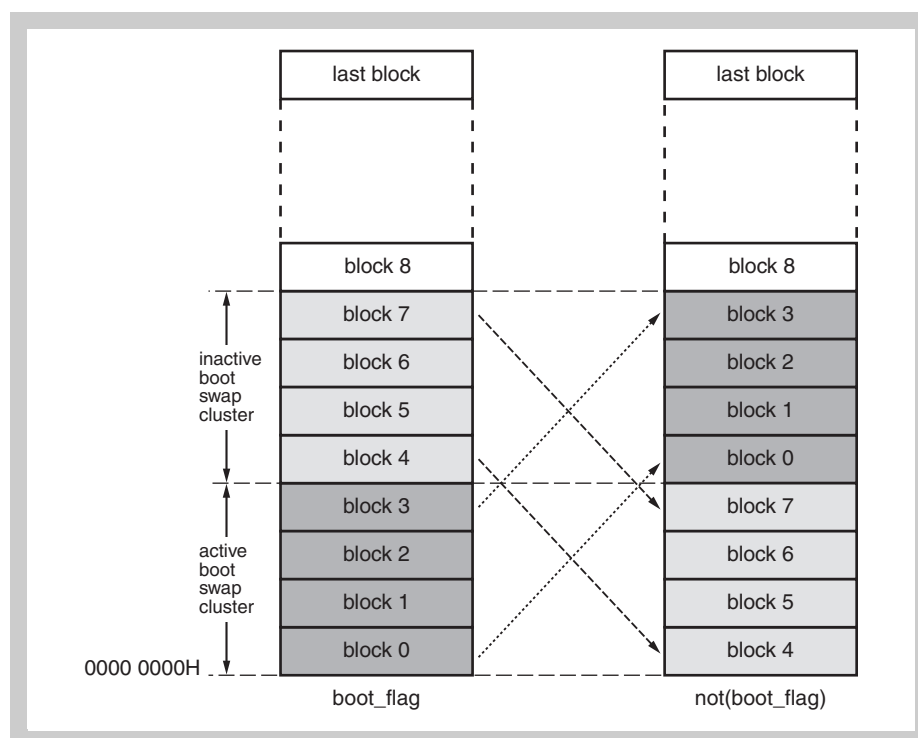 last block
last block
block 8
block 8
block 7
block 3
inactive
boot
swap
cluster
block 6
block 2
block 5
block 1
block 4
block 0
block 3
block 7
active
boot
swap
cluster
block 2
block 6
block 1
block 5
block 0
block 4
0000 0000H
boot_flag
not(boot_flag)